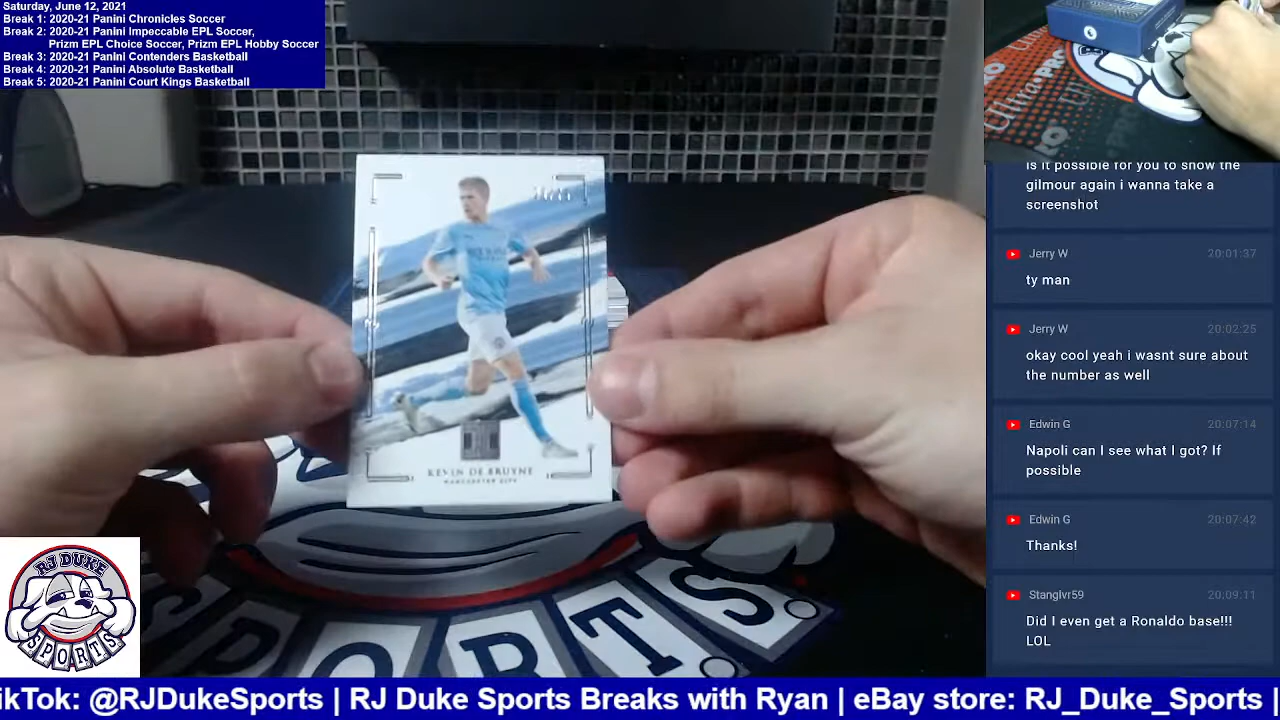 Saturday, June 12, 2021
Break 1: 2020-21 Panini Chronicles Soccer
Break 2: 2020-21 Panini Impeccable EPL Soccer,
Prizm EPL Choice Soccer, Prizm EPL Hobby Soccer
Break 3: 2020-21 Panini Contenders Basketball
Break 4: 2020-21 Panini Absolute Basketball
Break 5: 2020-21 Panini Court Kings Basketball
KEVIN DE BRUYNE
MANCHESTER CITY
SPORTS
RJ DUKE
SPORTS
Ultra PRO
is it possible for you to show the
gilmour again i wanna take a
screenshot
Jerry W 20:01:37
ty man
Jerry W 20:02:25
okay cool yeah i wasnt sure about
the number as well
Edwin G 20:07:14
Napoli can I see what I got? If
possible
Edwin G 20:07:42
Thanks!
Stanglvr59 20:09:11
Did I even get a Ronaldo base!!!
LOL
ikTok: @RJDukeSports | RJ Duke Sports Breaks with Ryan | eBay store: RJ_Duke_Sports |